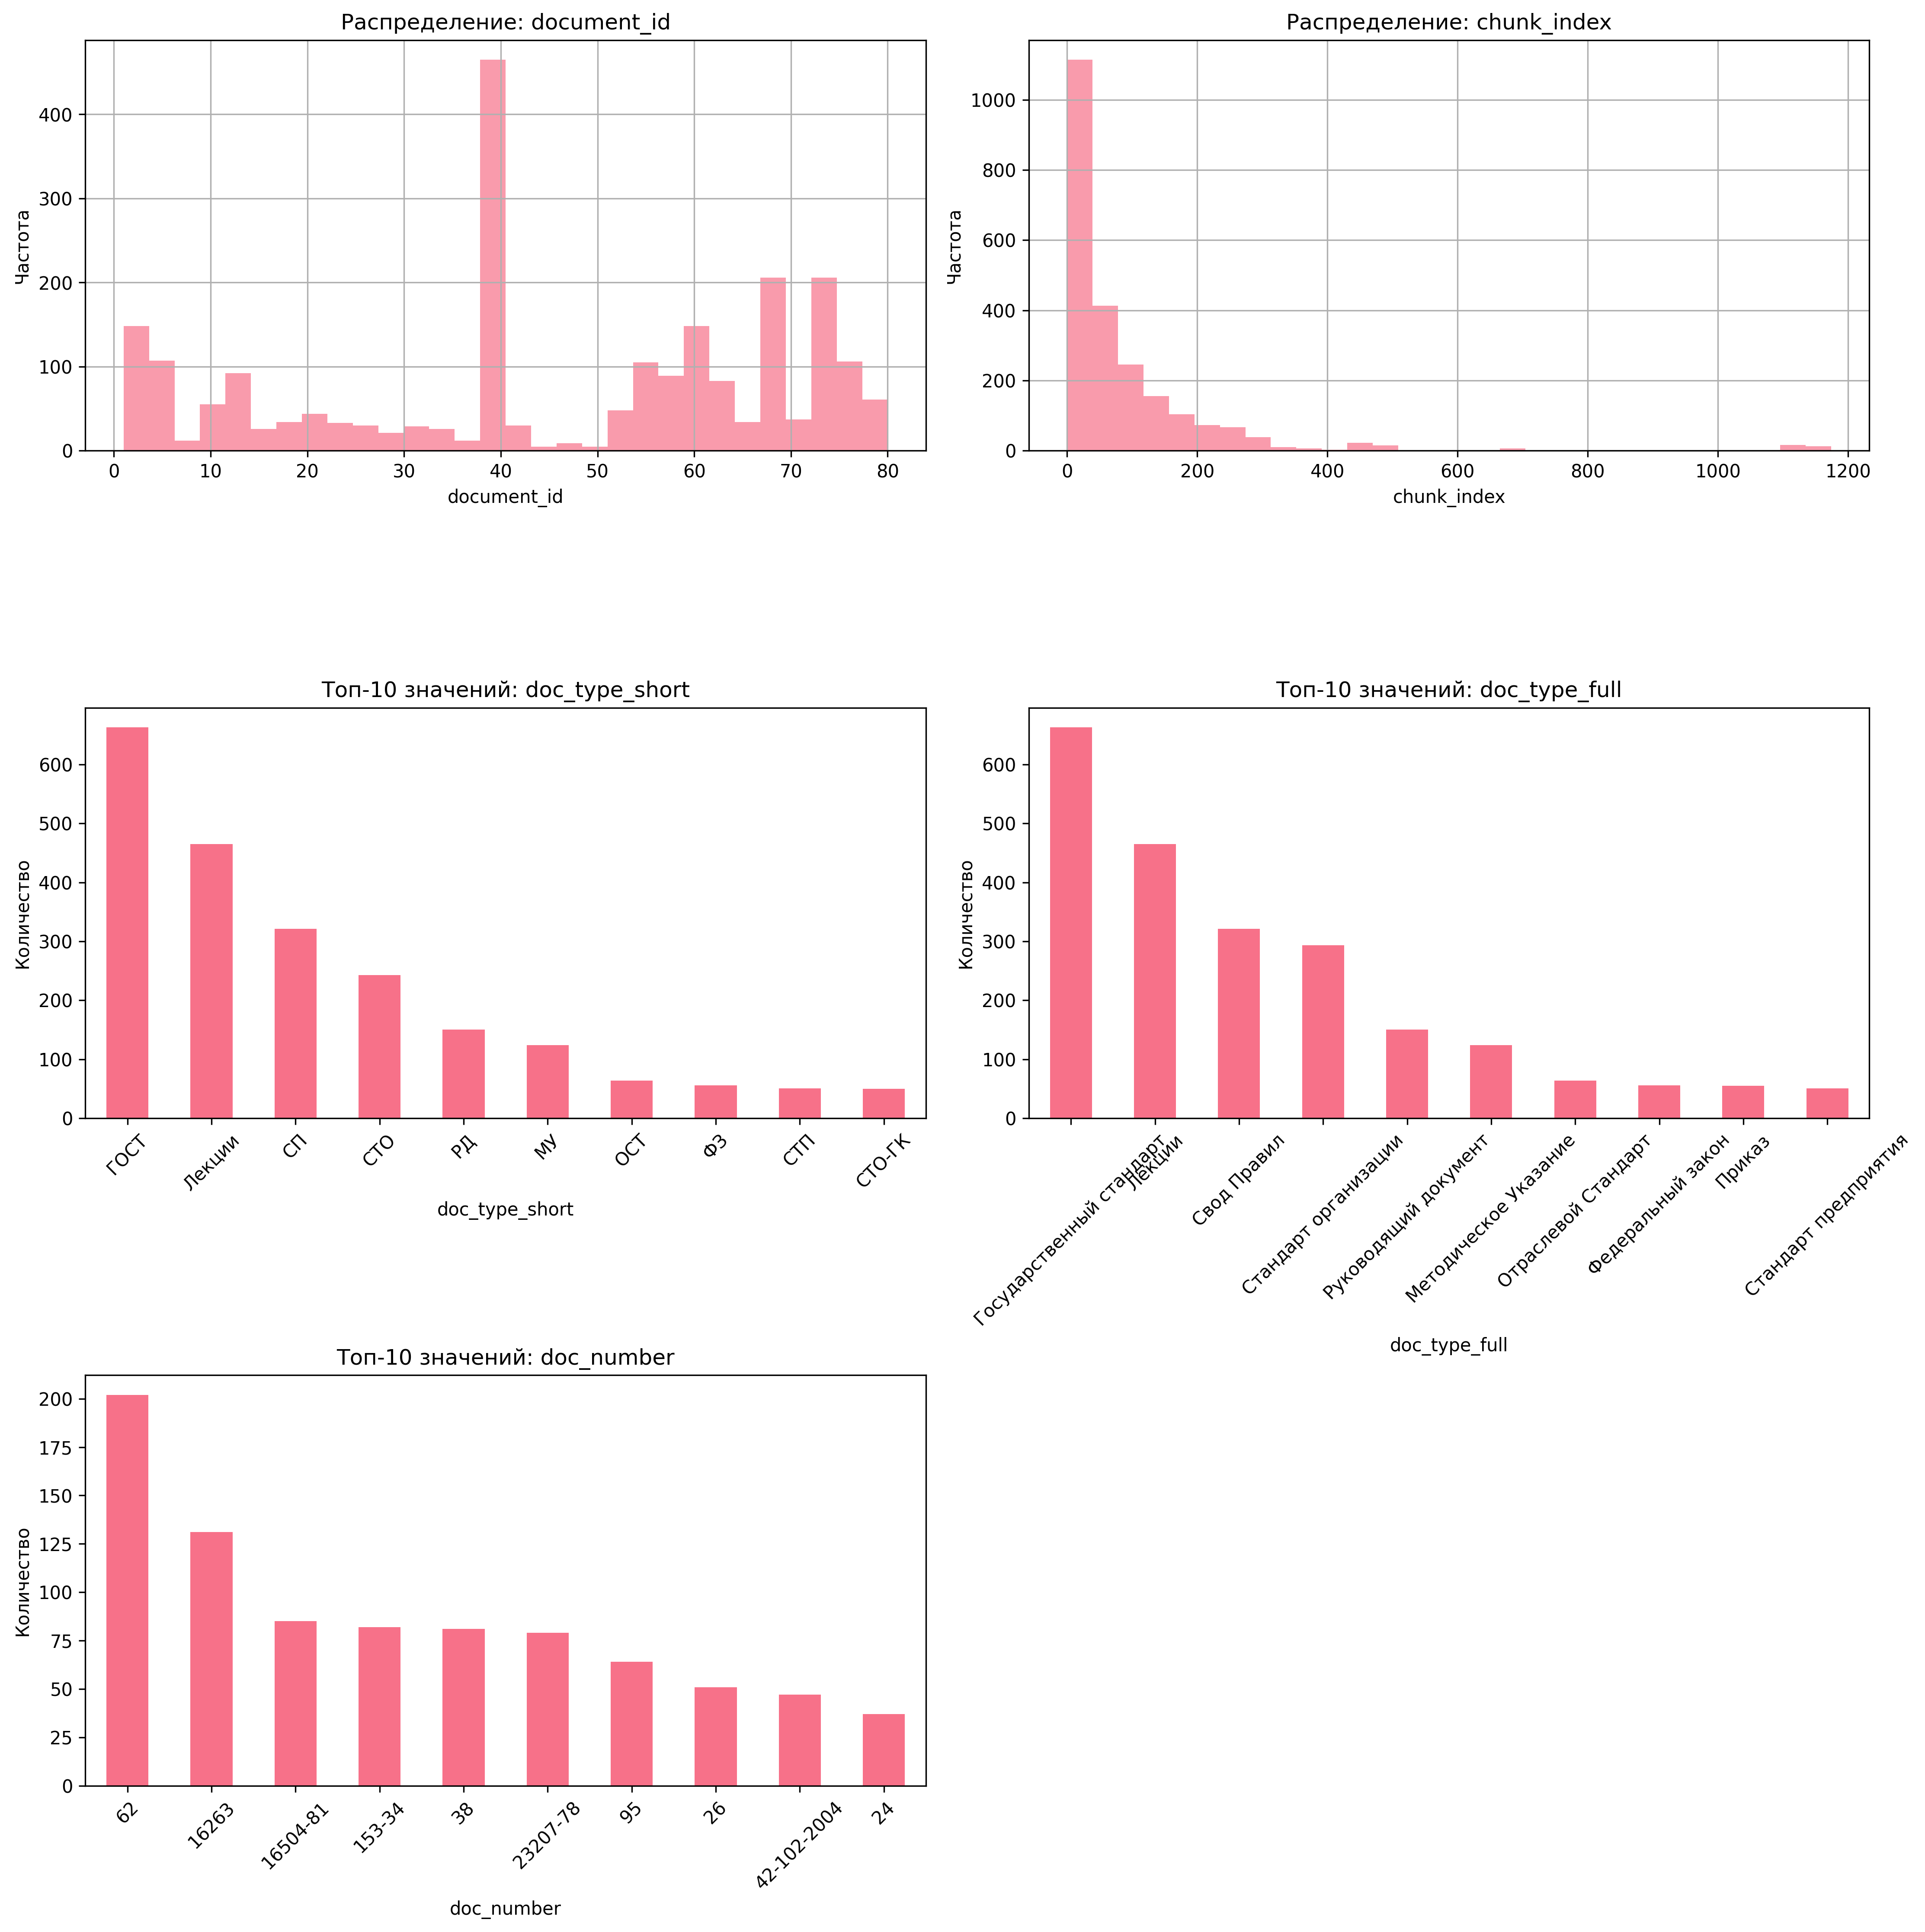 Распределение: document_id
Частота
0
100
200
300
400
0 10 20 30 40 50 60 70 80
document_id
Распределение: chunk_index
Частота
0
200
400
600
800
1000
0 200 400 600 800 1000 1200
chunk_index
Топ-10 значений: doc_type_short
Количество
0
100
200
300
400
500
600
ГОСТ
Лекции
СП
СТО
РД
МУ
ОСТ
ФЗ
СТП
СТО-ГК
doc_type_short
Топ-10 значений: doc_type_full
Количество
0
100
200
300
400
500
600
Государственный стандарт
Лекции
Свод Правил
Стандарт организации
Руководящий документ
Методическое Указание
Отраслевой Стандарт
Федеральный закон
Приказ
Стандарт предприятия
doc_type_full
Топ-10 значений: doc_number
Количество
0
25
50
75
100
125
150
175
200
62
16263
16504-81
153-34
38
23207-78
95
26
42-102-2004
24
doc_number